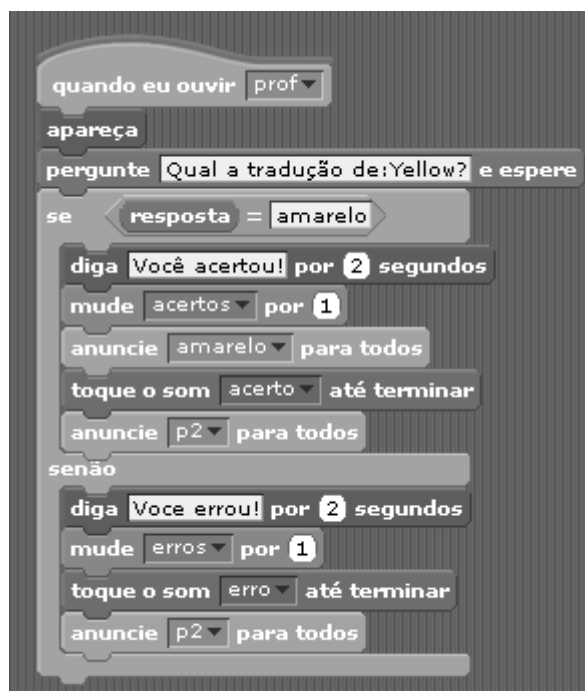 quando eu ouvir prof
apareça
pergunte Qual a tradução de:Yellow? e espere
se resposta = amarelo
diga Você acertou! por 2 segundos
mude acertos por 1
anuncie amarelo para todos
toque o som acerto até terminar
anuncie p2 para todos
senão
diga Voce errou! por 2 segundos
mude erros por 1
toque o som erro até terminar
anuncie p2 para todos